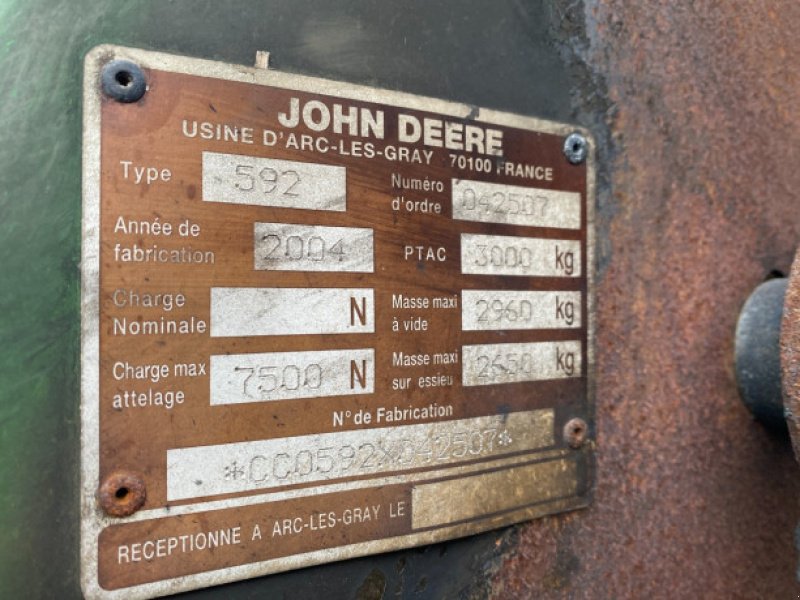 JOHN DEERE
USINE D'ARC-LES-GRAY 70100 FRANCE
Type 592
Numéro d'ordre 042507
Année de fabrication 2004
PTAC 3000 kg
Charge Nominale N
Masse maxi à vide 2960 kg
Charge max attelage 7500 N
Masse maxi sur essieu 2650 kg
N° de Fabrication
*CC0592X042507*
RECEPTIONNE A ARC-LES-GRAY LE